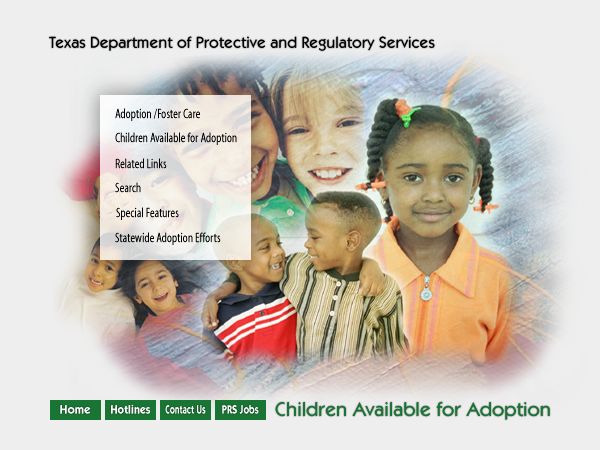 Texas Department of Protective and Regulatory Services
Adoption /Foster Care
Children Available for Adoption
Related Links
Search
Special Features
Statewide Adoption Efforts
Home Hotlines Contact Us PRS Jobs Children Available for Adoption